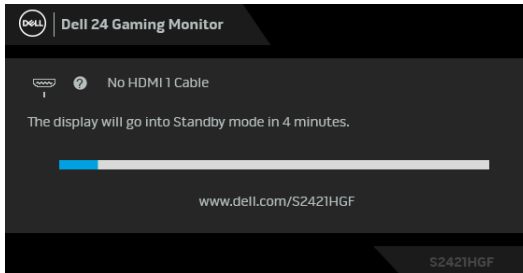 DELL
Dell 24 Gaming Monitor
? No HDMI 1 Cable
The display will go into Standby mode in 4 minutes.
www.dell.com/S2421HGF
S2421HGF